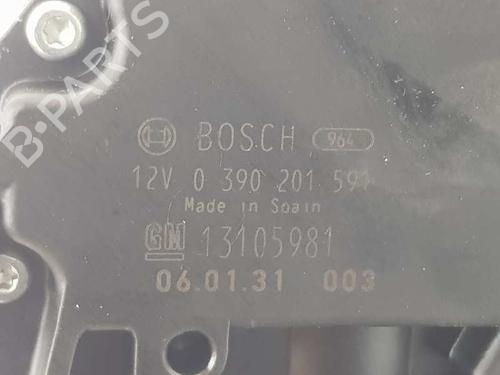 B-PARTS
BOSCH 964
12V 0 390 201 591
Made in Spain
GM 13105981
06.01.31 003